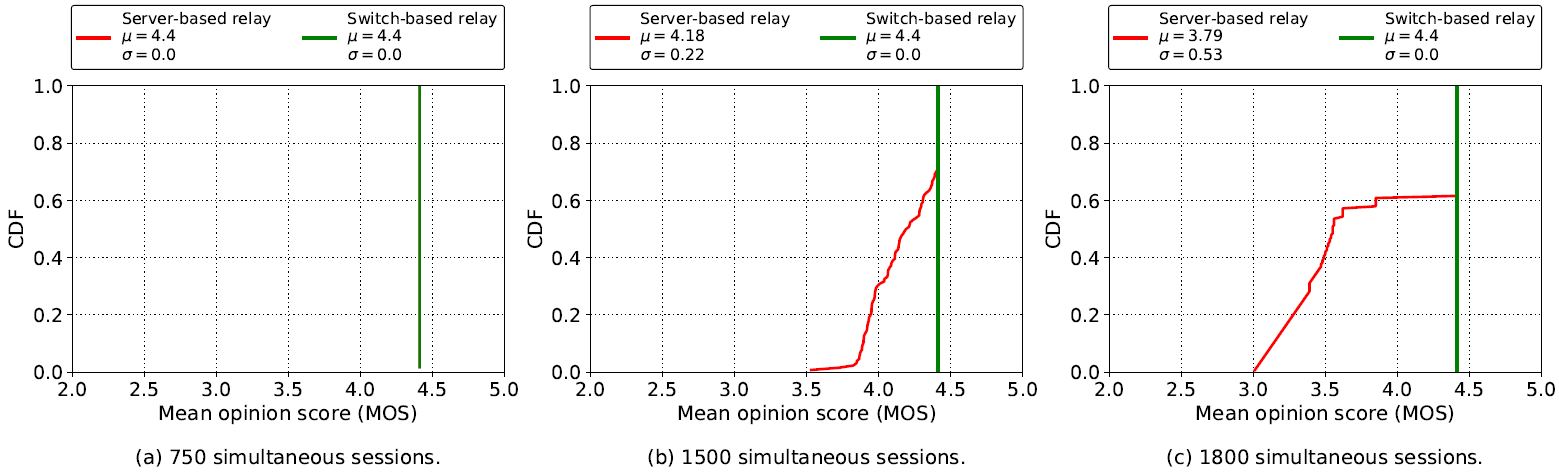 Server-based relay
μ = 4.4
σ = 0.0
Switch-based relay
μ = 4.4
σ = 0.0
1.0
0.8
0.6
0.4
0.2
0.0
CDF
2.0 2.5 3.0 3.5 4.0 4.5 5.0
Mean opinion score (MOS)
(a) 750 simultaneous sessions.
Server-based relay
μ = 4.18
σ = 0.22
Switch-based relay
μ = 4.4
σ = 0.0
1.0
0.8
0.6
0.4
0.2
0.0
CDF
2.0 2.5 3.0 3.5 4.0 4.5 5.0
Mean opinion score (MOS)
(b) 1500 simultaneous sessions.
Server-based relay
μ = 3.79
σ = 0.53
Switch-based relay
μ = 4.4
σ = 0.0
1.0
0.8
0.6
0.4
0.2
0.0
CDF
2.0 2.5 3.0 3.5 4.0 4.5 5.0
Mean opinion score (MOS)
(c) 1800 simultaneous sessions.